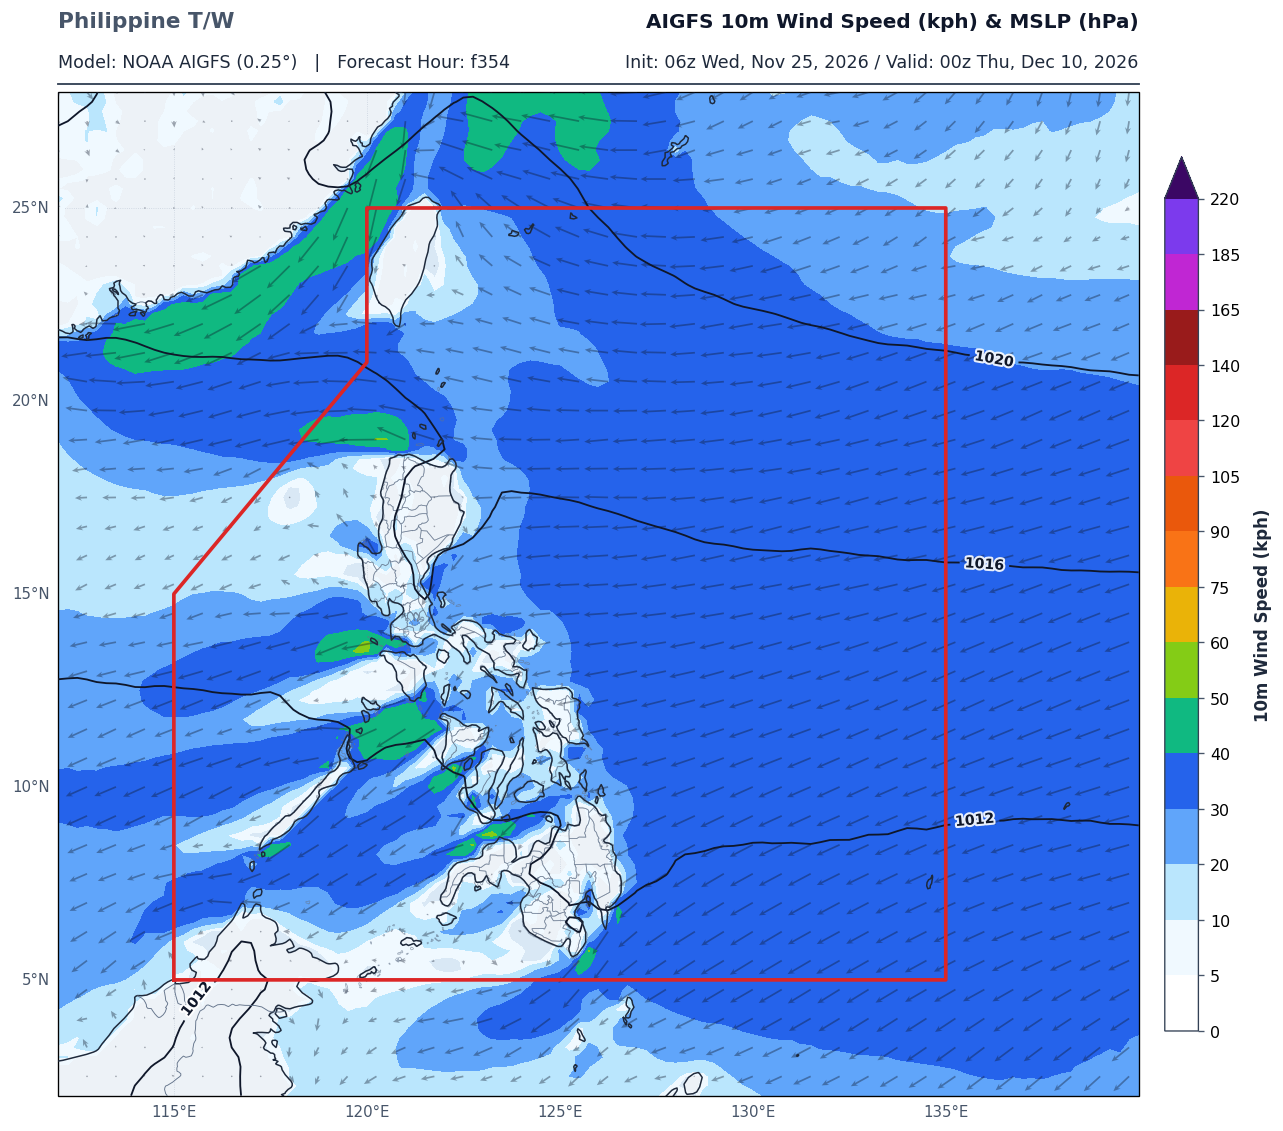 Philippine T/W
AIGFS 10m Wind Speed (kph) & MSLP (hPa)
Model: NOAA AIGFS (0.25°) | Forecast Hour: f354
Init: 06z Wed, Nov 25, 2026 / Valid: 00z Thu, Dec 10, 2026
25°N
20°N
15°N
10°N
5°N
115°E
120°E
125°E
130°E
135°E
1020
1016
1012
1012
220
185
165
140
120
105
90
75
60
50
40
30
20
10
5
0
10m Wind Speed (kph)